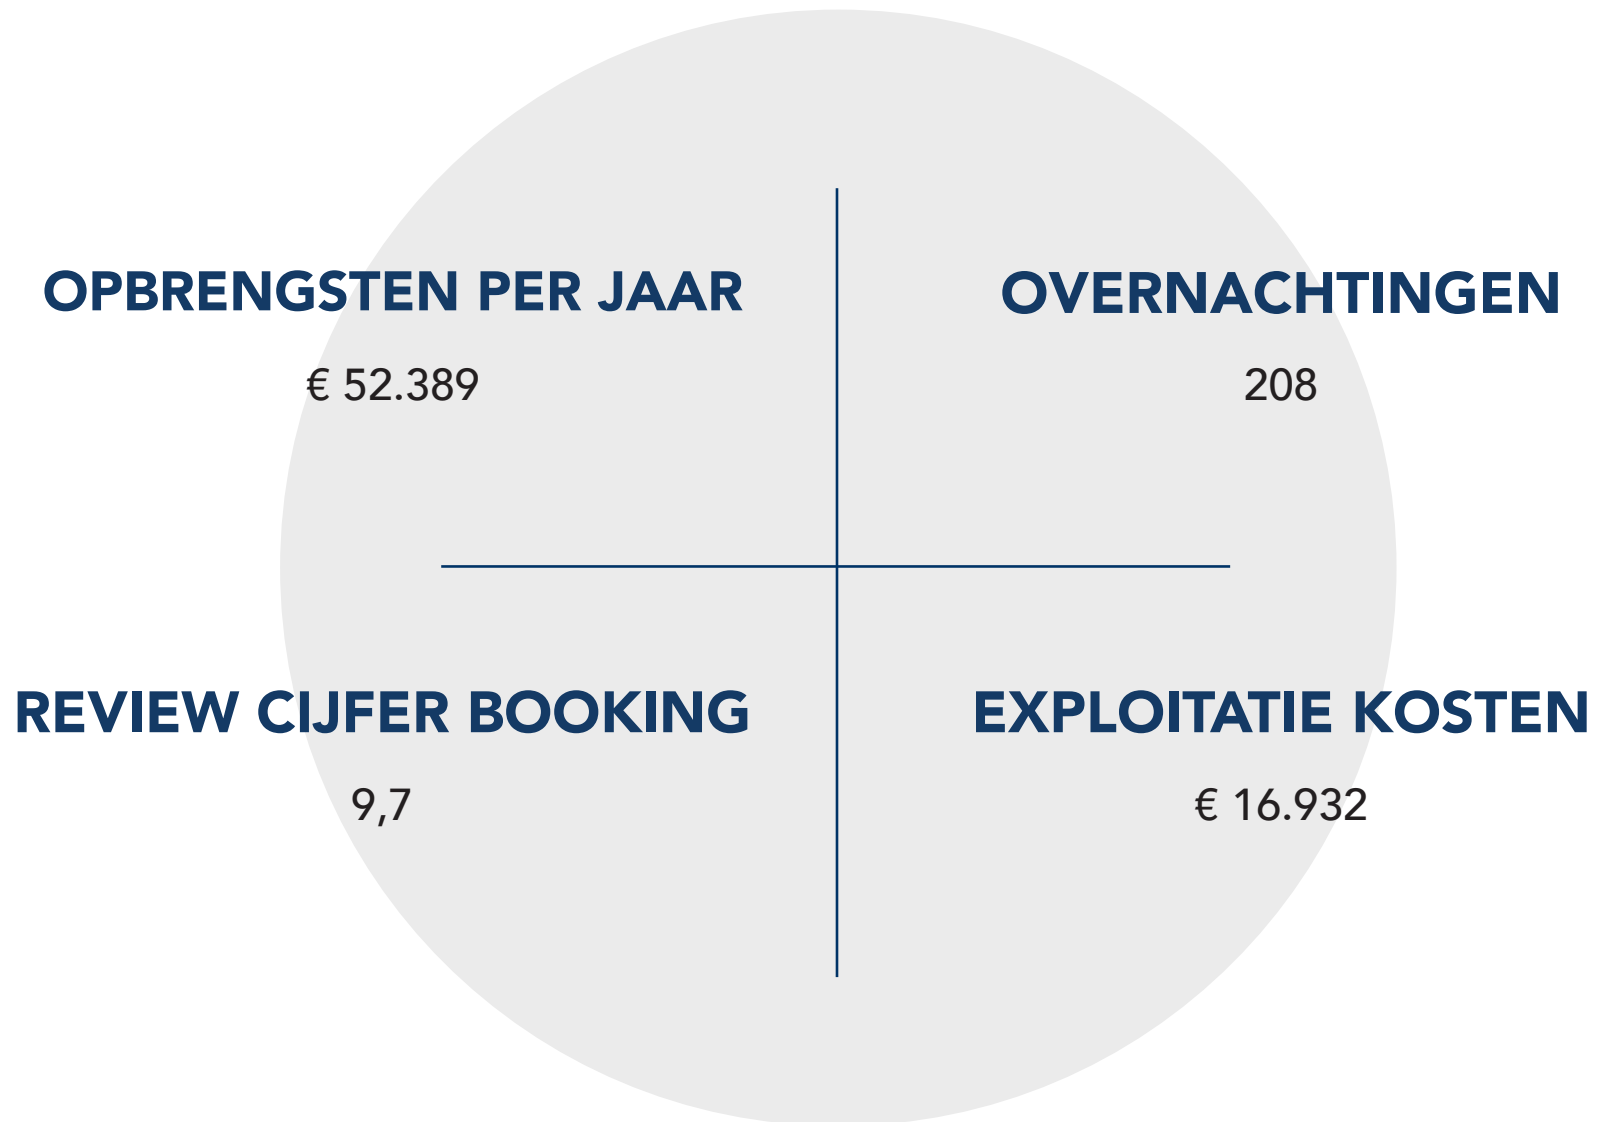 OPBRENGSTEN PER JAAR
€ 52.389
OVERNACHTINGEN
208
REVIEW CIJFER BOOKING
9,7
EXPLOITATIE KOSTEN
€ 16.932